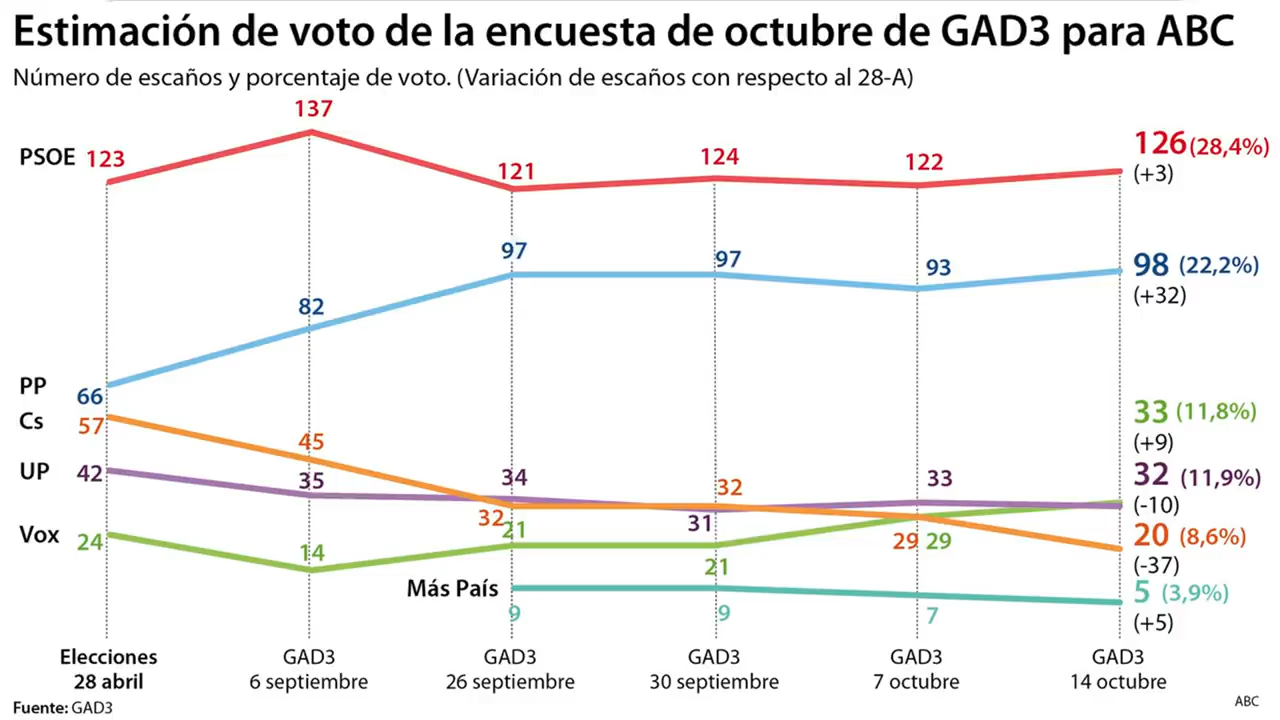 Estimación de voto de la encuesta de octubre de GAD3 para ABC
Número de escaños y porcentaje de voto. (Variación de escaños con respecto al 28-A)
PSOE 123 137 121 124 122 126 (28,4%)
(+3)
PP 66 82 97 97 93 98 (22,2%)
(+32)
Cs 57 45 32 32 29 20 (8,6%)
(-37)
UP 42 35 34 31 33 32 (11,9%)
(-10)
Vox 24 14 21 21 29 33 (11,8%)
(+9)
Más País 9 9 7 5 (3,9%)
(+5)
Elecciones
28 abril
GAD3
6 septiembre
GAD3
26 septiembre
GAD3
30 septiembre
GAD3
7 octubre
GAD3
14 octubre
Fuente: GAD3
ABC